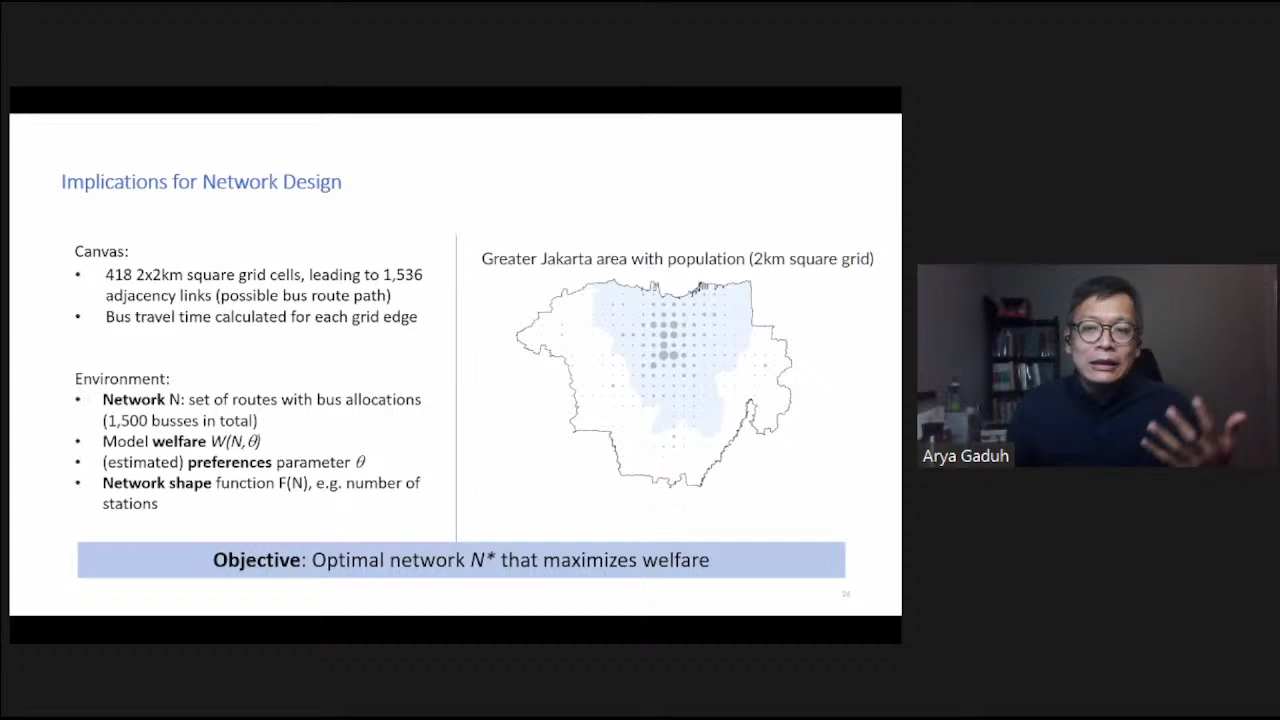 Implications for Network Design
Canvas:
• 418 2x2km square grid cells, leading to 1,536
adjacency links (possible bus route path)
• Bus travel time calculated for each grid edge
Environment:
• Network N: set of routes with bus allocations
(1,500 busses in total)
• Model welfare W(N,θ)
• (estimated) preferences parameter θ
• Network shape function F(N), e.g. number of
stations
Greater Jakarta area with population (2km square grid)
Objective: Optimal network N* that maximizes welfare
Arya Gaduh